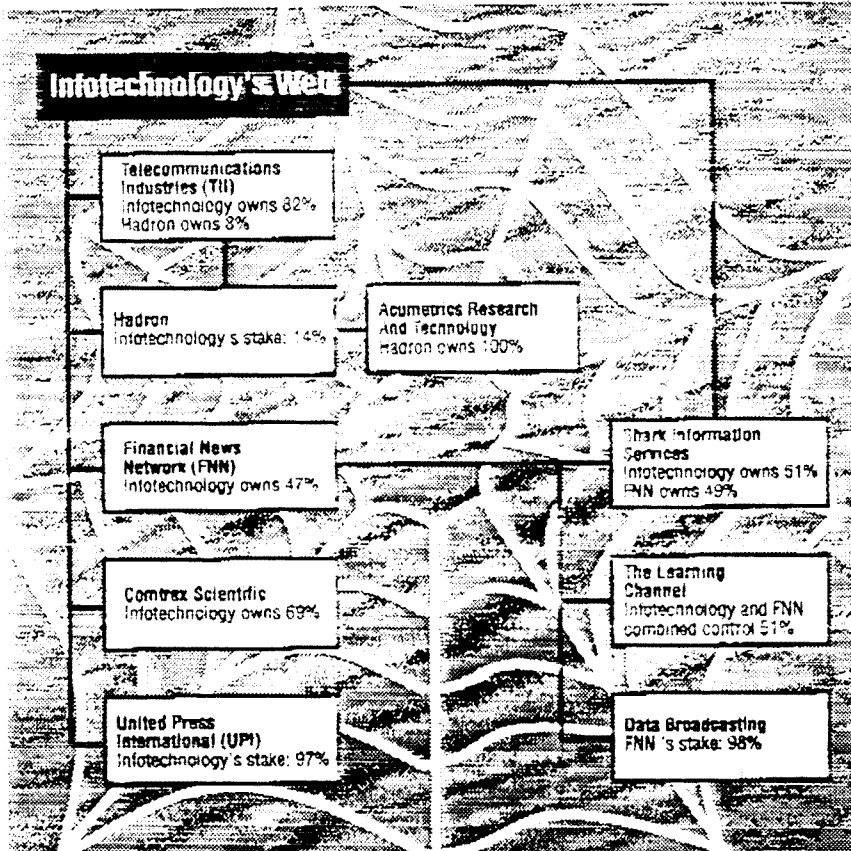 Infotechnology's Web
Telecommunications
Industries (TII)
Infotechnology owns 82%
Hadron owns 8%
Hadron
Infotechnology s stake: 14%
Acumetrics Research
And Technology
Hadron owns 100%
Financial News
Network (FNN)
Infotechnology owns 47%
Shark Information
Services
Infotechnology owns 51%
FNN owns 49%
Comtrex Scientific
Infotechnology owns 69%
The Learning
Channel
Infotechnology and FNN
combined control 51%
United Press
International (UPI)
Infotechnology's stake: 97%
Data Broadcasting
FNN 's stake: 98%